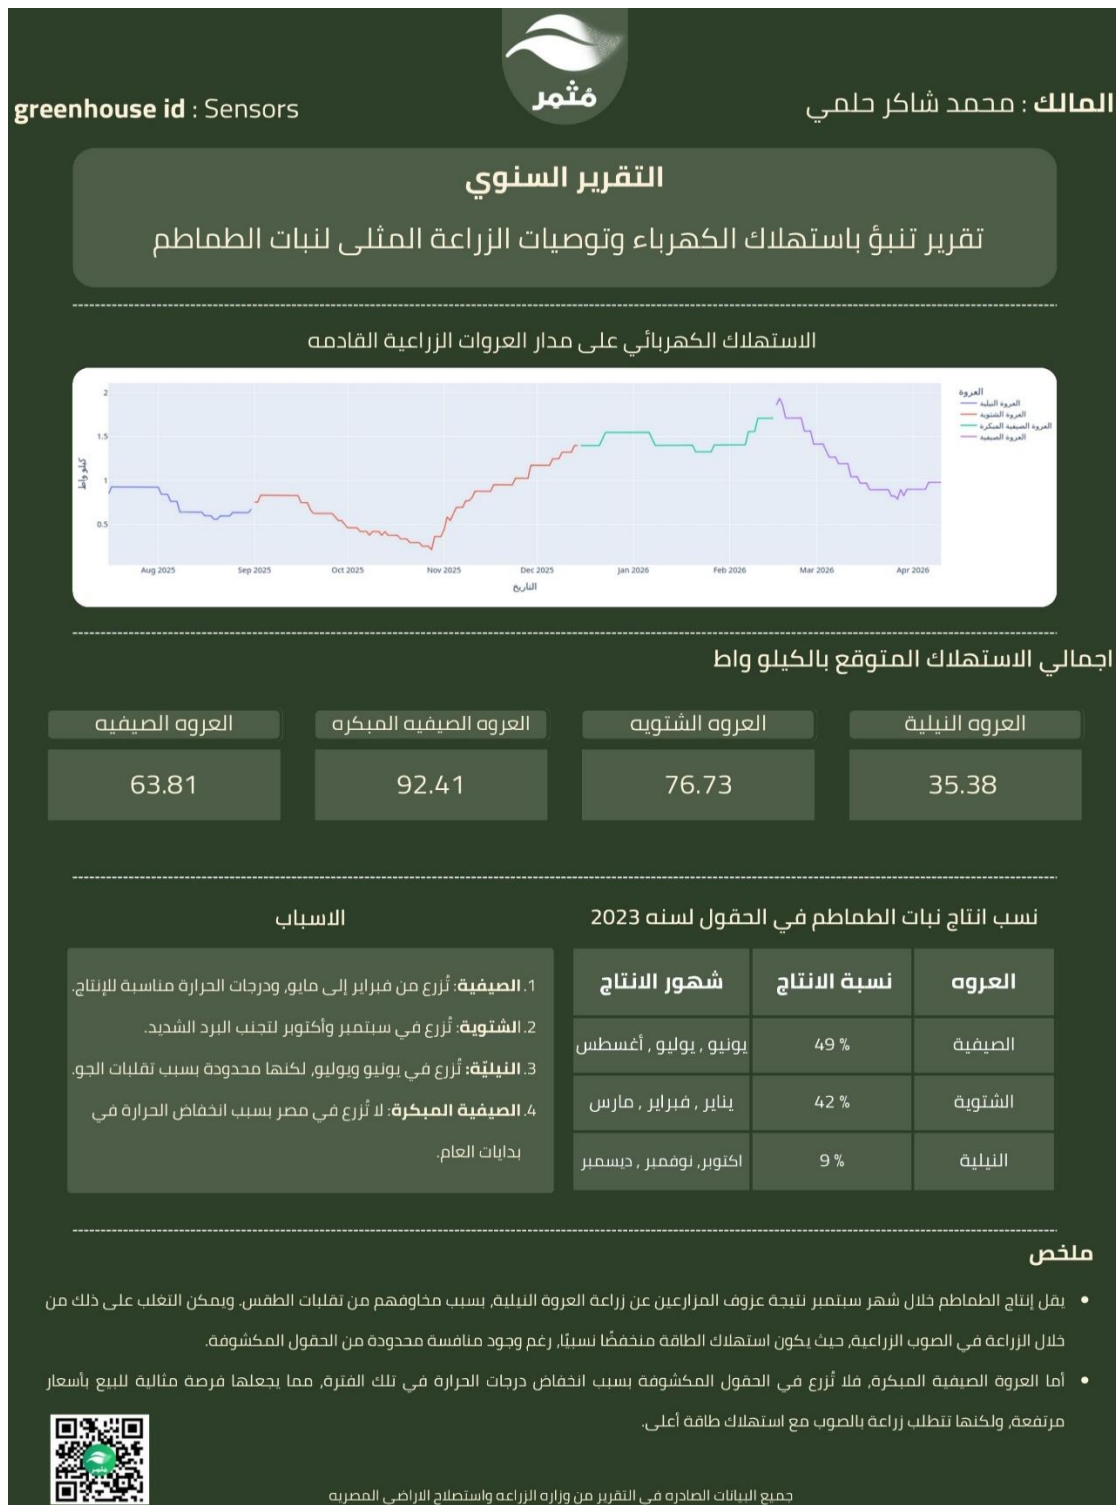 مُثمِر
المالك : محمد شاكر حلمي
greenhouse id : Sensors
التقرير السنوي
تقرير تنبؤ باستهلاك الكهرباء وتوصيات الزراعة المثلى لنبات الطماطم
الاستهلاك الكهربائي على مدار العروات الزراعية القادمه
العروة
العروة النيلية
العروة الشتوية
العروة الصيفية المبكرة
العروة الصيفية
كيلو واط
2
1.5
1
0.5
Aug 2025 Sep 2025 Oct 2025 Nov 2025 Dec 2025 Jan 2026 Feb 2026 Mar 2026 Apr 2026
التاريخ
اجمالي الاستهلاك المتوقع بالكيلو واط
العروه النيلية العروه الشتويه العروه الصيفيه المبكره العروه الصيفيه
35.38 76.73 92.41 63.81
نسب انتاج نبات الطماطم في الحقول لسنه 2023
العروه نسبة الانتاج شهور الانتاج
الصيفية 49 % يونيو , يوليو , أغسطس
الشتوية 42 % يناير , فبراير , مارس
النيلية 9 % اكتوبر, نوفمبر , ديسمبر
الاسباب
1. الصيفية: تُزرع من فبراير إلى مايو, ودرجات الحرارة مناسبة للإنتاج.
2. الشتوية: تُزرع في سبتمبر وأكتوبر لتجنب البرد الشديد.
3. النيليّة: تُزرع في يونيو ويوليو, لكنها محدودة بسبب تقلبات الجو.
4. الصيفية المبكرة: لا تُزرع في مصر بسبب انخفاض الحرارة في
بدايات العام.
ملخص
• يقل إنتاج الطماطم خلال شهر سبتمبر نتيجة عزوف المزارعين عن زراعة العروة النيلية, بسبب مخاوفهم من تقلبات الطقس. ويمكن التغلب على ذلك من
خلال الزراعة في الصوب الزراعية, حيث يكون استهلاك الطاقة منخفضًا نسبيًا, رغم وجود منافسة محدودة من الحقول المكشوفة.
• أما العروة الصيفية المبكرة, فلا تُزرع في الحقول المكشوفة بسبب انخفاض درجات الحرارة في تلك الفترة, مما يجعلها فرصة مثالية للبيع بأسعار
مرتفعة, ولكنها تتطلب زراعة بالصوب مع استهلاك طاقة أعلى.
مُثمِر
جميع البيانات الصادره في التقرير من وزاره الزراعه واستصلاح الاراضي المصريه